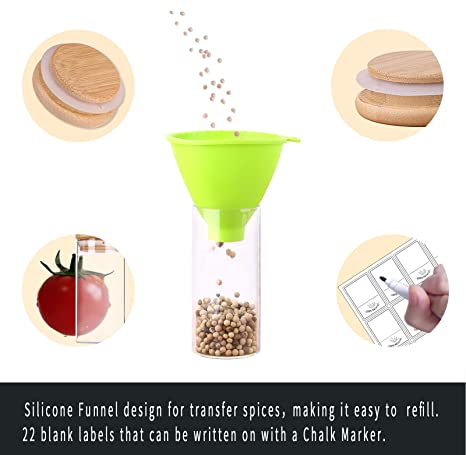 Silicone Funnel design for transfer spices, making it easy to refill.
22 blank labels that can be written on with a Chalk Marker.